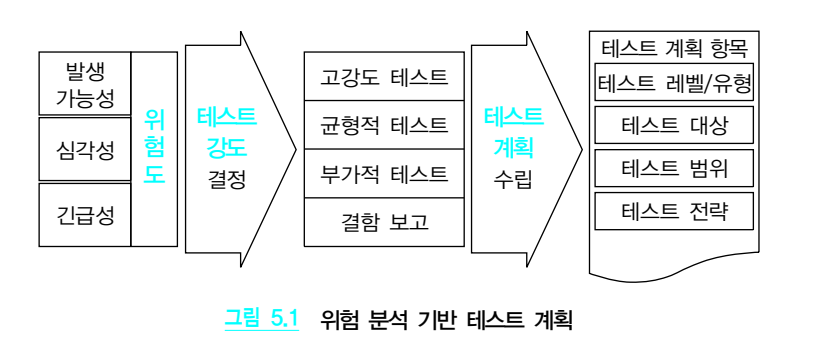 발생
가능성
심각성
긴급성
위
험
도
테스트
강도
결정
고강도 테스트
균형적 테스트
부가적 테스트
결함 보고
테스트
계획
수립
테스트 계획 항목
테스트 레벨/유형
테스트 대상
테스트 범위
테스트 전략
그림 5.1 위험 분석 기반 테스트 계획